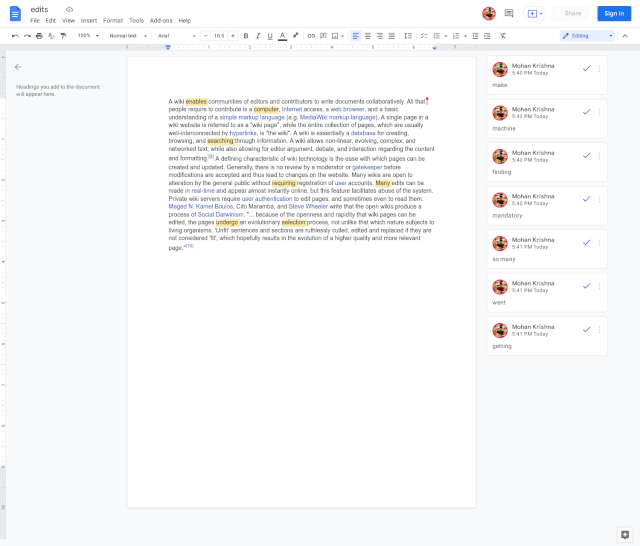 edits
File Edit View Insert Format Tools Add-ons Help
Share
Sign in
100% Normal text Arial 10.5 Editing
Headings you add to the document
will appear here.
A wiki enables communities of editors and contributors to write documents collaboratively. All that
people require to contribute is a computer, Internet access, a web browser, and a basic
understanding of a simple markup language (e.g. MediaWiki markup language). A single page in a
wiki website is referred to as a "wiki page", while the entire collection of pages, which are usually
well-interconnected by hyperlinks, is "the wiki". A wiki is essentially a database for creating,
browsing, and searching through information. A wiki allows non-linear, evolving, complex, and
networked text, while also allowing for editor argument, debate, and interaction regarding the content
and formatting. A defining characteristic of wiki technology is the ease with which pages can be
created and updated. Generally, there is no review by a moderator or gatekeeper before
modifications are accepted and thus lead to changes on the website. Many wikis are open to
alteration by the general public without requiring registration of user accounts. Many edits can be
made in real-time and appear almost instantly online, but this feature facilitates abuse of the system.
Private wiki servers require user authentication to edit pages, and sometimes even to read them.
Maged N. Kamel Boulos, Cito Maramba, and Steve Wheeler write that the open wikis produce a
process of Social Darwinism. "... because of the openness and rapidity that wiki pages can be
edited, the pages undergo an evolutionary selection process, not unlike that which nature subjects to
living organisms. 'Unfit' sentences and sections are ruthlessly culled, edited and replaced if they are
not considered 'fit', which hopefully results in the evolution of a higher quality and more relevant
page."[10]
Mohan Krishna
5:40 PM Today
make
Mohan Krishna
5:42 PM Today
machine
Mohan Krishna
5:40 PM Today
finding
Mohan Krishna
5:40 PM Today
mandatory
Mohan Krishna
5:41 PM Today
so many
Mohan Krishna
5:41 PM Today
went
Mohan Krishna
5:41 PM Today
getting